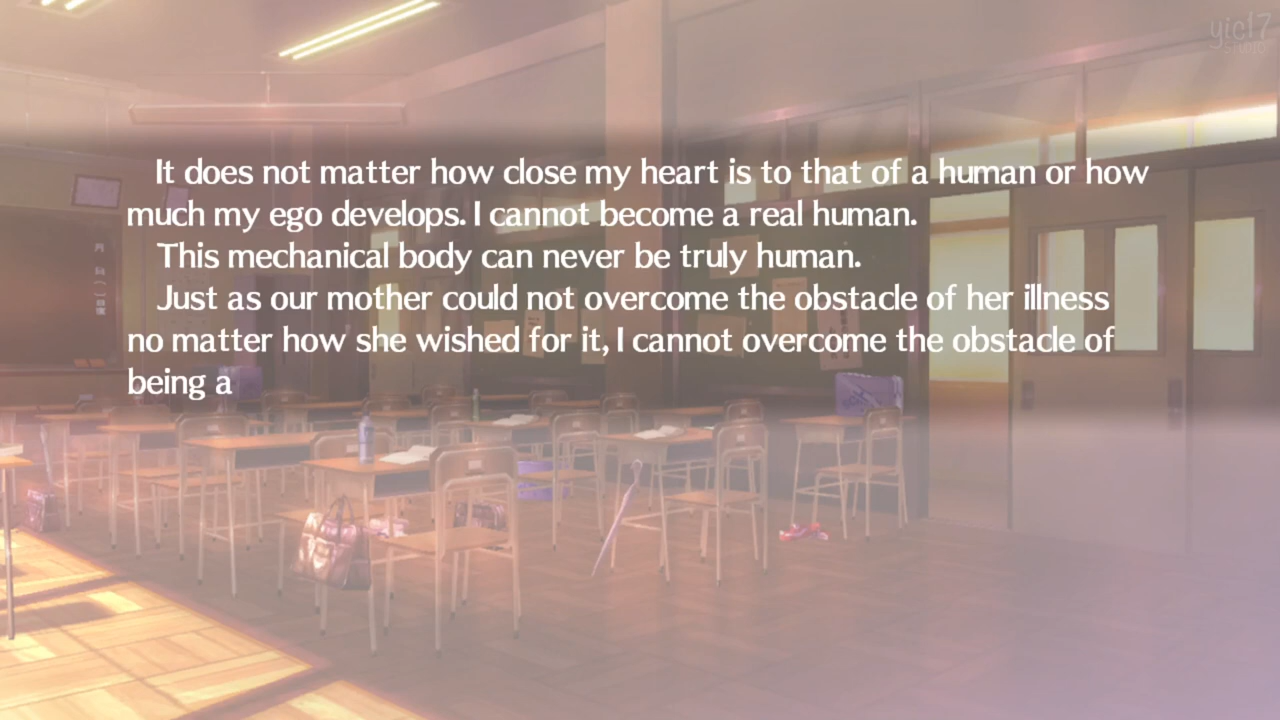 yic17
STUDIO
It does not matter how close my heart is to that of a human or how
much my ego develops. I cannot become a real human.
This mechanical body can never be truly human.
Just as our mother could not overcome the obstacle of her illness
no matter how she wished for it, I cannot overcome the obstacle of
being a